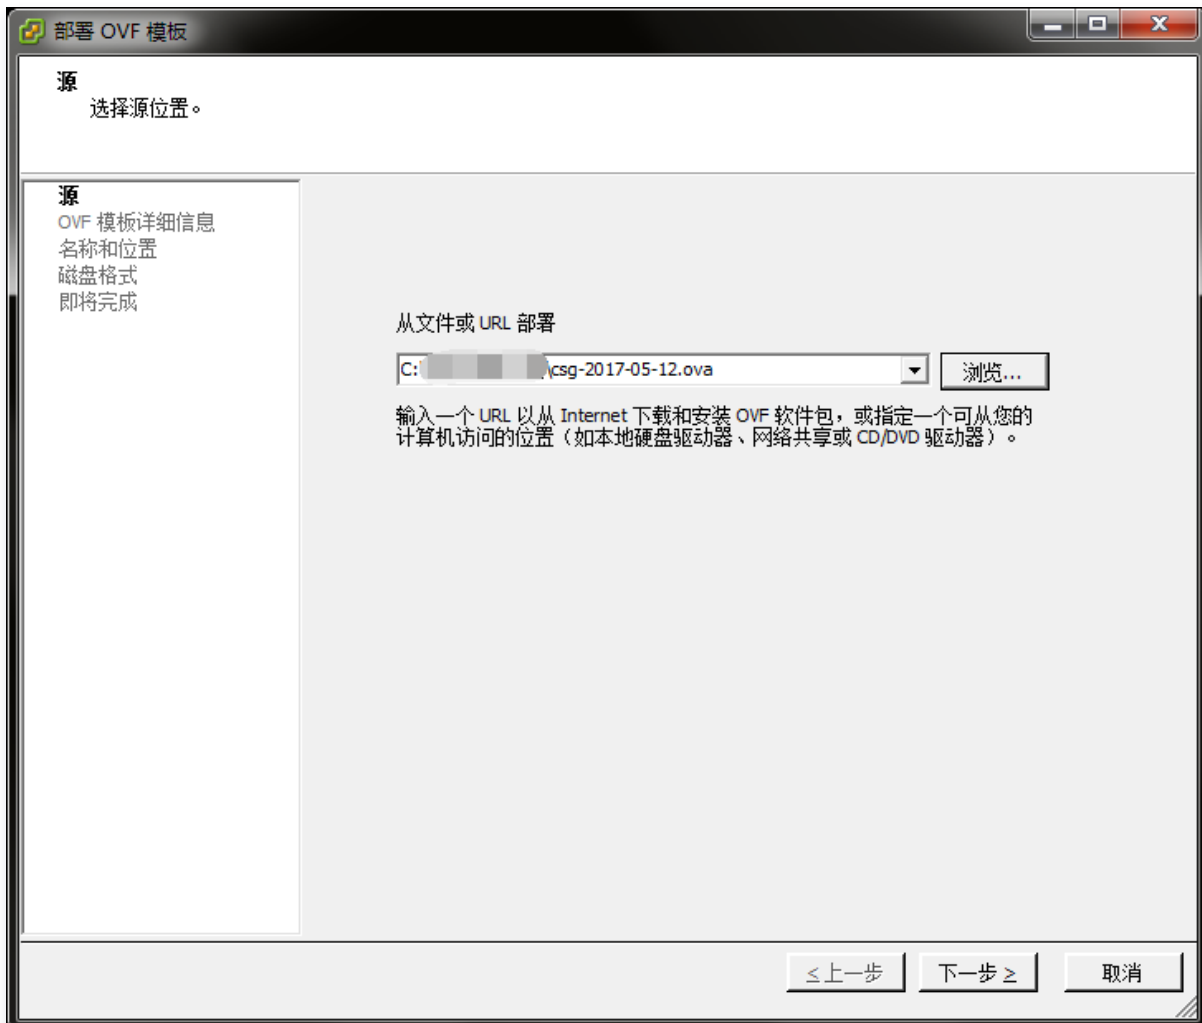 部署 OVF 模板
源
选择源位置。
源
OVF 模板详细信息
名称和位置
磁盘格式
即将完成
从文件或 URL 部署
C: \csg-2017-05-12.ova
浏览...
输入一个 URL 以从 Internet 下载和安装 OVF 软件包，或指定一个可从您的
计算机访问的位置（如本地硬盘驱动器、网络共享或 CD/DVD 驱动器）。
≤上一步
下一步 ≥
取消